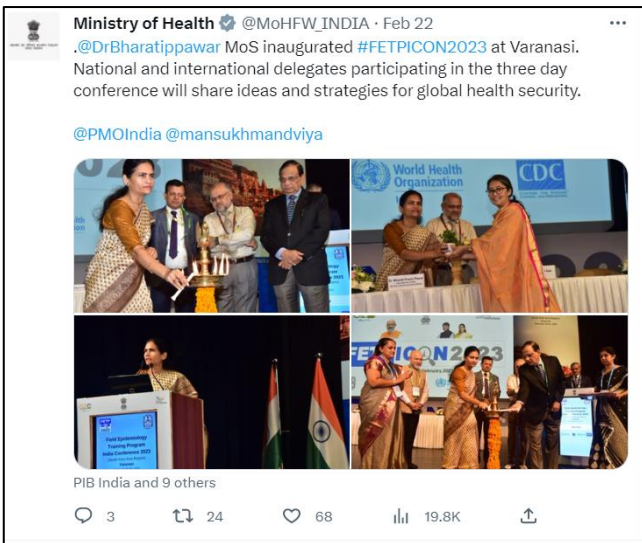 Ministry of Health @MoHFW_INDIA · Feb 22
.@DrBharatippawar MoS inaugurated #FETPICON2023 at Varanasi.
National and international delegates participating in the three day
conference will share ideas and strategies for global health security.
@PMOIndia @mansukhmandviya
2023
World Health
Organization
CDC
Field Epidemiology
Training Program
India Conference 2023
FETPICON2023
PIB India and 9 others
3
24
68
19.8K